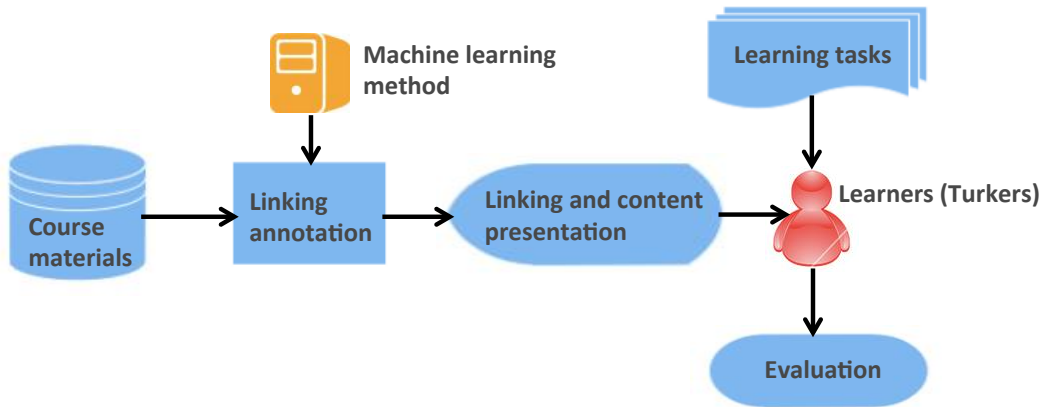 Machine learning
method
Learning tasks
Course
materials
Linking
annotation
Linking and content
presentation
Learners (Turkers)
Evaluation